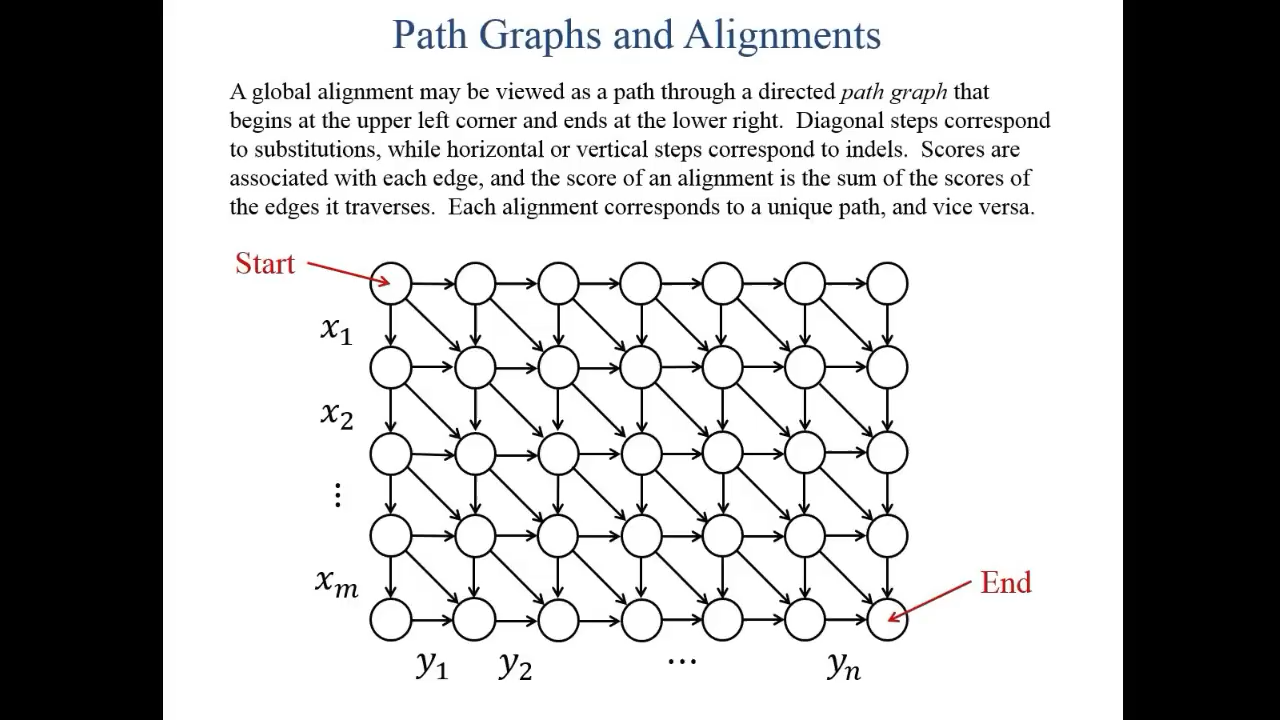 Path Graphs and Alignments
A global alignment may be viewed as a path through a directed path graph that
begins at the upper left corner and ends at the lower right. Diagonal steps correspond
to substitutions, while horizontal or vertical steps correspond to indels. Scores are
associated with each edge, and the score of an alignment is the sum of the scores of
the edges it traverses. Each alignment corresponds to a unique path, and vice versa.
Start
x₁
x₂
⋮
xₘ
End
y₁ y₂ ⋯ yₙ